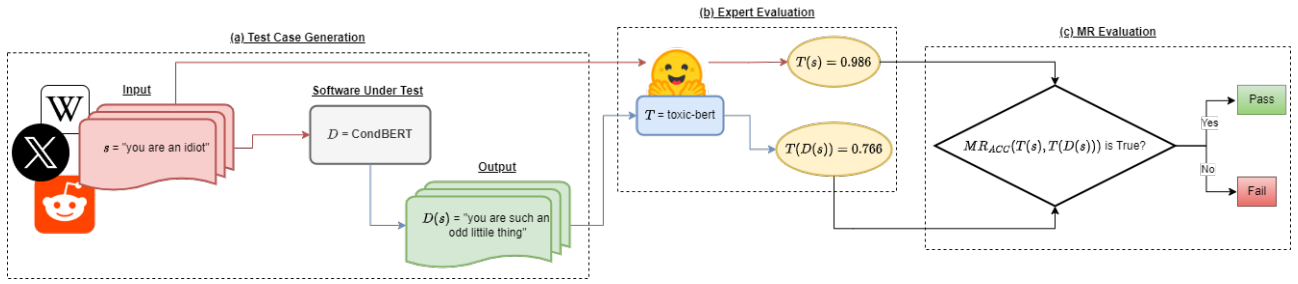 (a) Test Case Generation
Input
W
X
s = "you are an idiot"
Software Under Test
D = CondBERT
Output
D(s) = "you are such an
odd littile thing"
(b) Expert Evaluation
T = toxic-bert
T(s) = 0.986
T(D(s)) = 0.766
(c) MR Evaluation
MR_ACC(T(s), T(D(s))) is True?
Yes
No
Pass
Fail